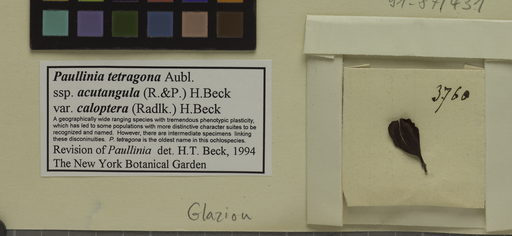 Paullinia tetragona Aubl.
ssp. acutangula (R.&P.) H.Beck
var. caloptera (Radlk.) H.Beck
A geographically wide ranging species with tremendous phenotypic plasticity,
which has led to some populations with more distinctive character suites to be
recognized and named. However, there are intermediate specimens linking
these disconinuities. P. tetragona is the oldest name in this ochlospecies.
Revision of Paullinia det. H.T. Beck, 1994
The New York Botanical Garden
3760
Glaziou